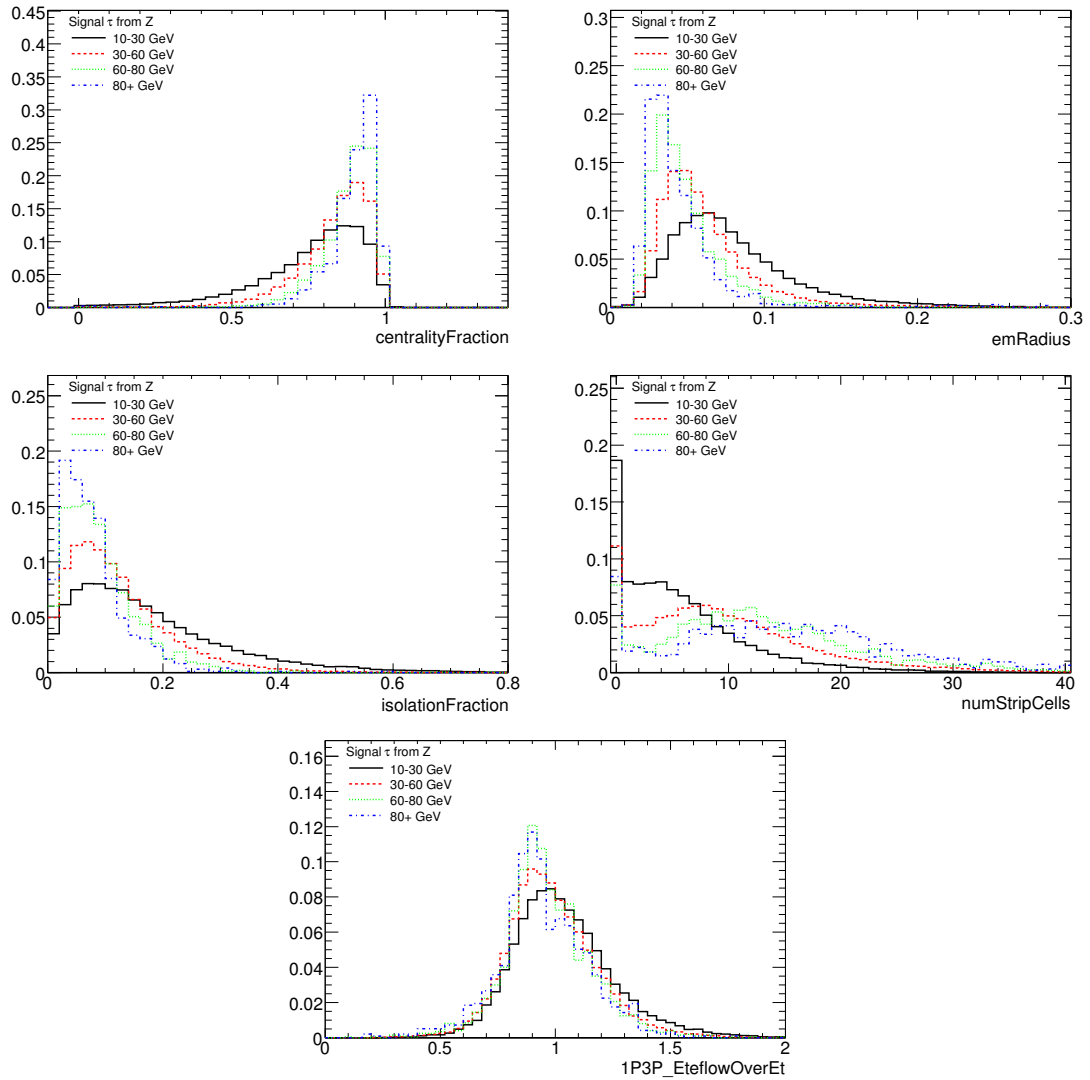 0.45
0.4
0.35
0.3
0.25
0.2
0.15
0.1
0.05
0
Signal τ from Z
10-30 GeV
30-60 GeV
60-80 GeV
80+ GeV
0 0.5 1
centralityFraction
0.3
0.25
0.2
0.15
0.1
0.05
0
Signal τ from Z
10-30 GeV
30-60 GeV
60-80 GeV
80+ GeV
0 0.1 0.2 0.3
emRadius
0.25
0.2
0.15
0.1
0.05
0
Signal τ from Z
10-30 GeV
30-60 GeV
60-80 GeV
80+ GeV
0 0.2 0.4 0.6 0.8
isolationFraction
0.25
0.2
0.15
0.1
0.05
0
Signal τ from Z
10-30 GeV
30-60 GeV
60-80 GeV
80+ GeV
0 10 20 30 40
numStripCells
0.16
0.14
0.12
0.1
0.08
0.06
0.04
0.02
0
Signal τ from Z
10-30 GeV
30-60 GeV
60-80 GeV
80+ GeV
0 0.5 1 1.5 2
1P3P_EteflowOverEt